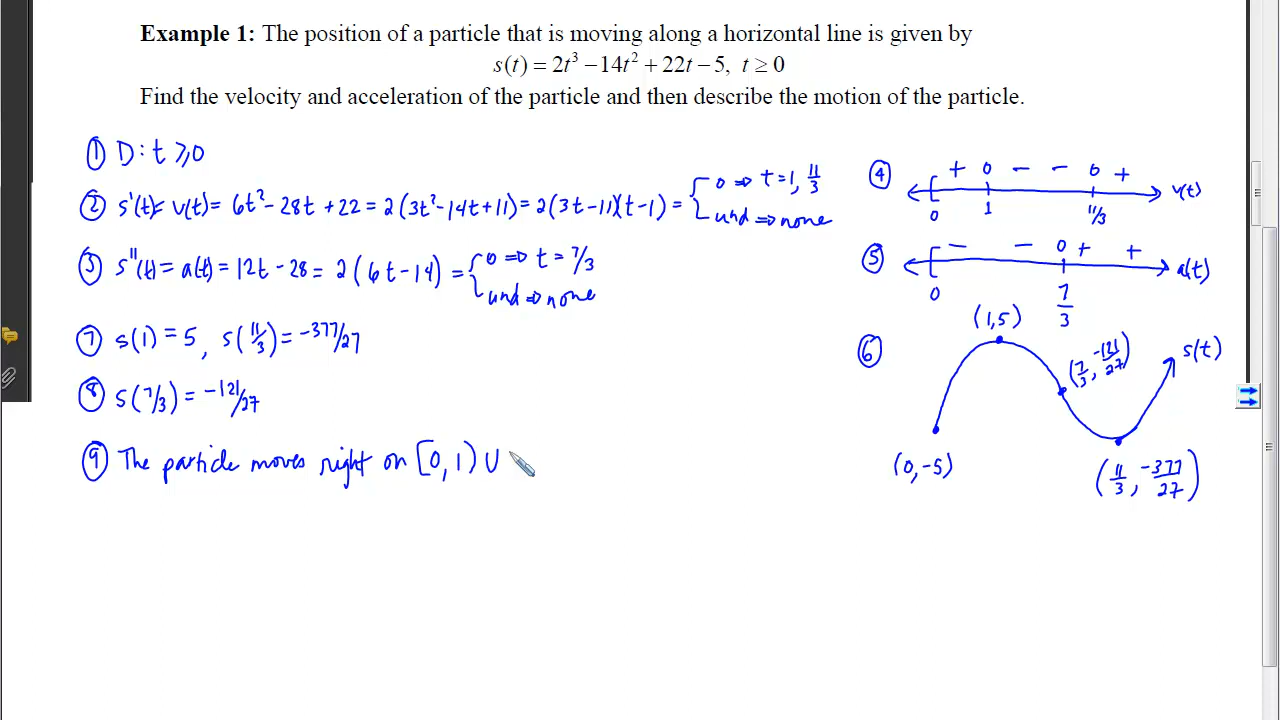 Example 1: The position of a particle that is moving along a horizontal line is given by
s(t) = 2t³ − 14t² + 22t − 5, t ≥ 0
Find the velocity and acceleration of the particle and then describe the motion of the particle.
① D: t ≥ 0
② s'(t) = v(t) = 6t² − 28t + 22 = 2(3t² − 14t + 11) = 2(3t − 11)(t − 1) = { 0 ⇒ t = 1, 11/3
und ⇒ none
③ s''(t) = a(t) = 12t − 28 = 2(6t − 14) = { 0 ⇒ t = 7/3
und ⇒ none
⑦ s(1) = 5, s(11/3) = −377/27
⑧ s(7/3) = −121/27
⑨ The particle moves right on [0, 1) ∪
④ + 0 − − 0 + v(t)
0 1 11/3
⑤ − − 0 + + a(t)
0 7/3
(1, 5)
⑥ (7/3, −121/27) s(t)
(0, −5) (11/3, −377/27)